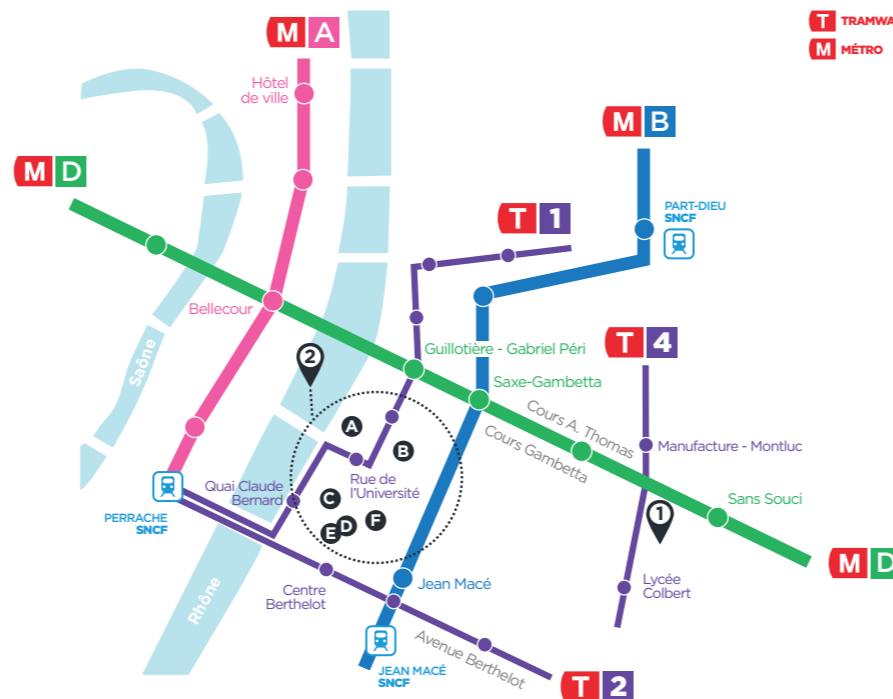 T TRAMWA
M MÉTRO
M A
Hôtel
de ville
M B
M D
PART-DIEU
SNCF
T 1
Bellecour
Saône
Guillotière - Gabriel Péri
T 4
2
Saxe-Gambetta
Cours A. Thomas
Cours Gambetta
Manufacture - Montluc
A
B
Rue de
l'Université
Quai Claude
Bernard
C
D
E
F
Sans Souci
1
PERRACHE
SNCF
Rhône
Centre
Berthelot
Jean Macé
Lycée
Colbert
M D
Avenue Berthelot
JEAN MACÉ
SNCF
T 2